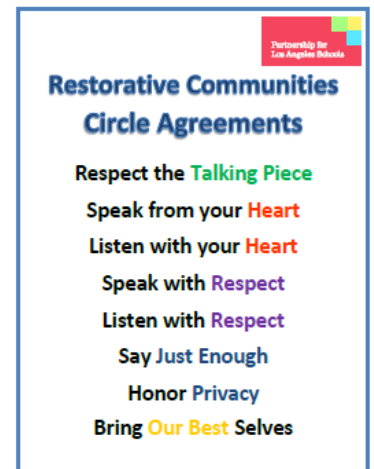 Partnership for
Los Angeles Schools
Restorative Communities
Circle Agreements
Respect the Talking Piece
Speak from your Heart
Listen with your Heart
Speak with Respect
Listen with Respect
Say Just Enough
Honor Privacy
Bring Our Best Selves